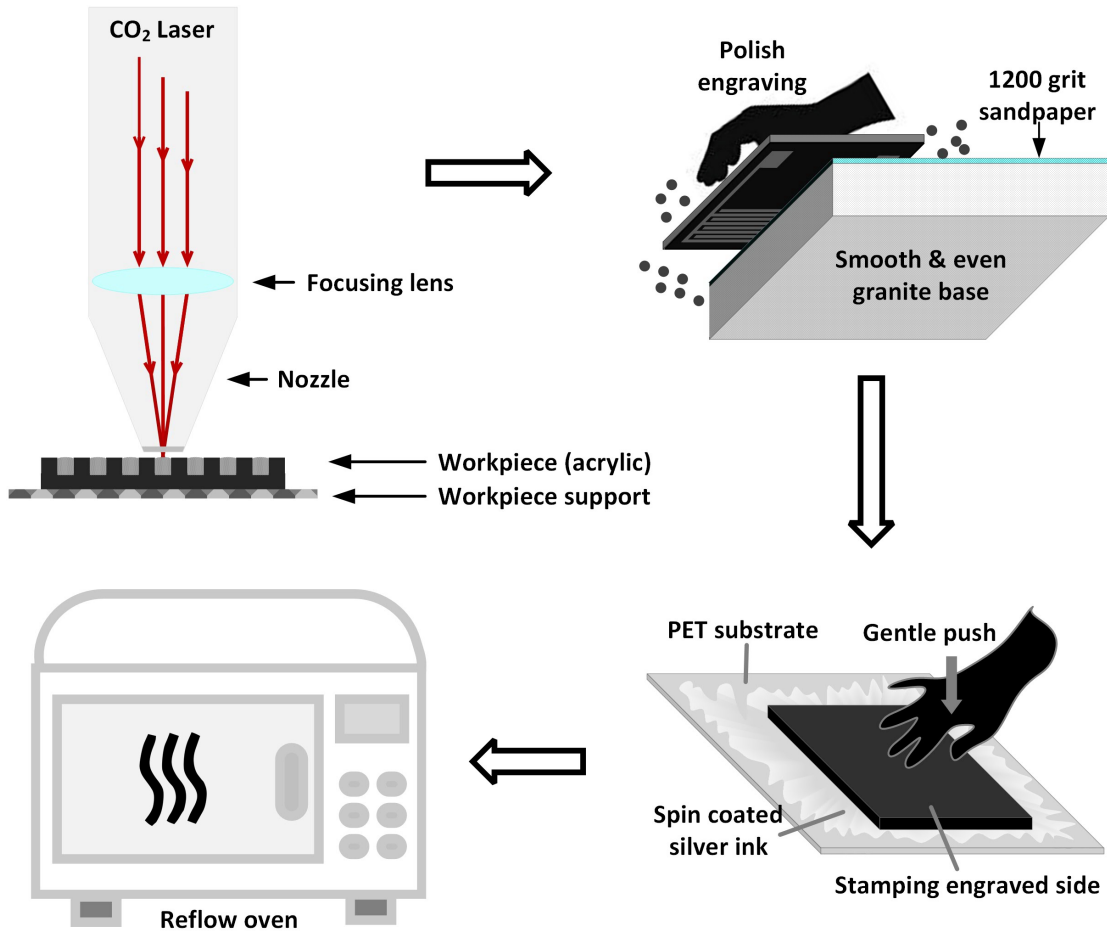 CO₂ Laser
Focusing lens
Nozzle
Workpiece (acrylic)
Workpiece support
Polish
engraving
1200 grit
sandpaper
Smooth & even
granite base
PET substrate
Gentle push
Spin coated
silver ink
Stamping engraved side
Reflow oven